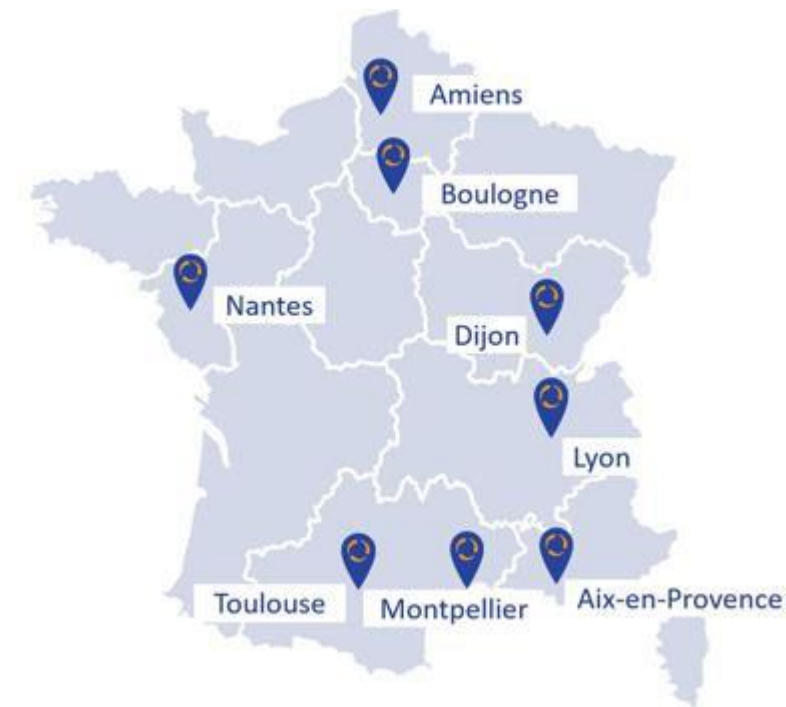 Amiens
Boulogne
Nantes
Dijon
Lyon
Toulouse
Montpellier
Aix-en-Provence